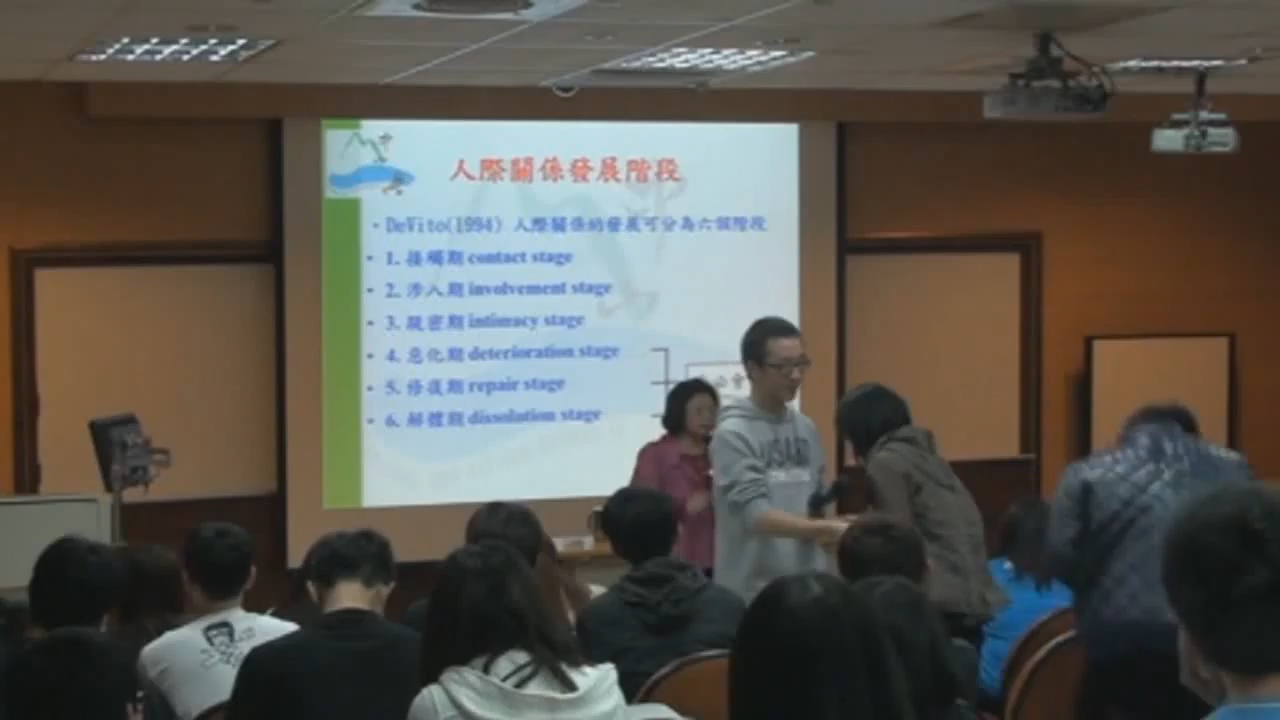 人際關係發展階段
• DeVito(1994) 人際關係的發展可分為六個階段
• 1. 接觸期 contact stage
• 2. 涉入期 involvement stage
• 3. 親密期 intimacy stage
• 4. 惡化期 deterioration stage
• 5. 修復期 repair stage
• 6. 解體期 dissolution stage